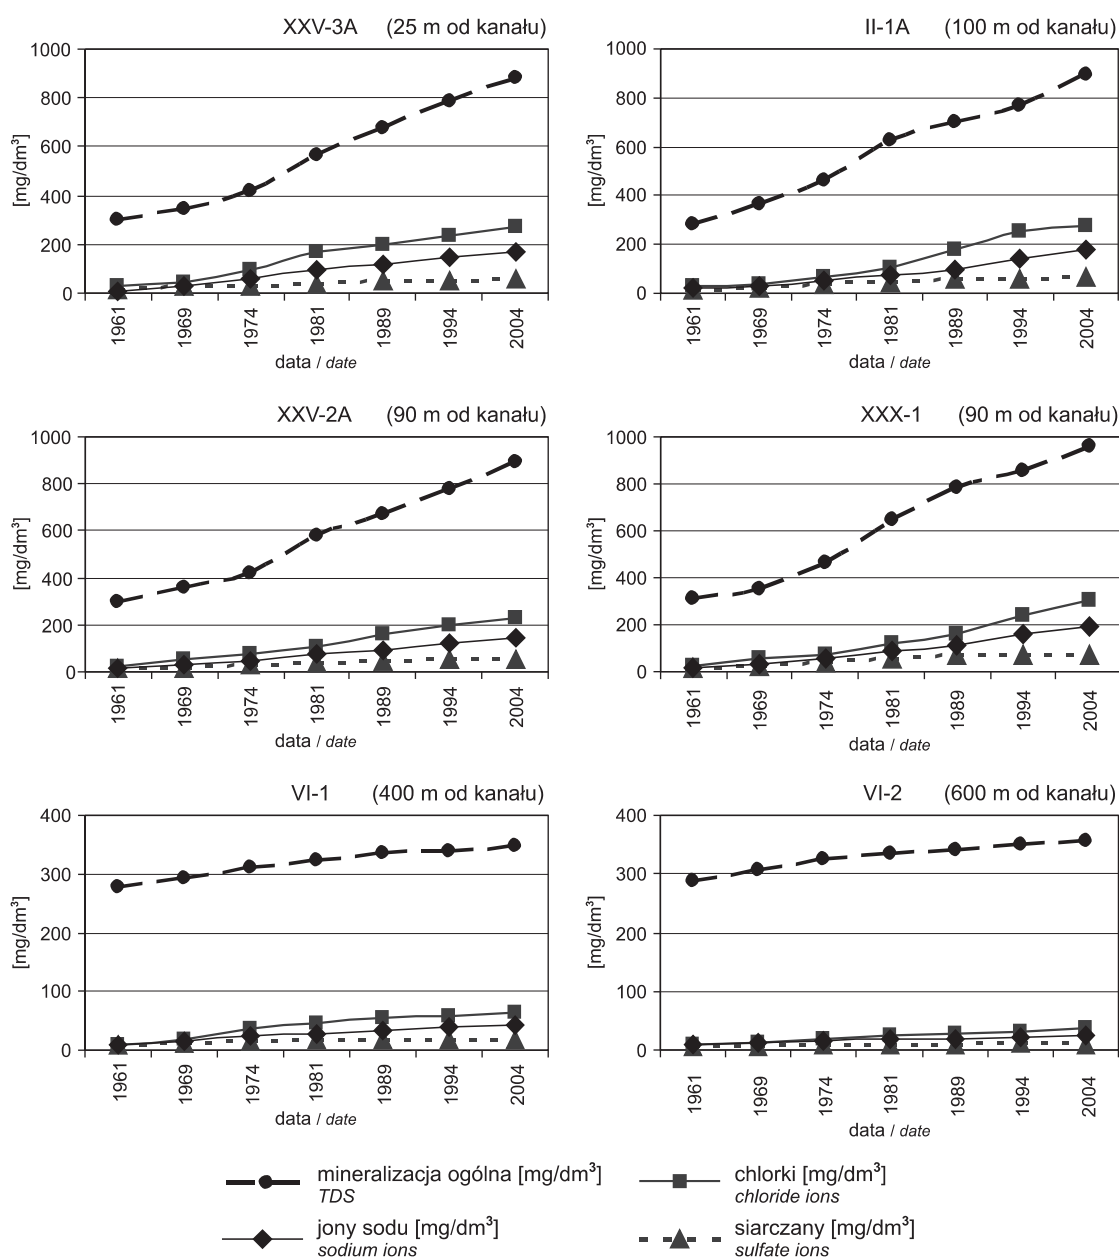 XXV-3A (25 m od kanału)
1000
800
600
400
200
0
[mg/dm³]
1961 1969 1974 1981 1989 1994 2004
data / date
II-1A (100 m od kanału)
1000
800
600
400
200
0
[mg/dm³]
1961 1969 1974 1981 1989 1994 2004
data / date
XXV-2A (90 m od kanału)
1000
800
600
400
200
0
[mg/dm³]
1961 1969 1974 1981 1989 1994 2004
data / date
XXX-1 (90 m od kanału)
1000
800
600
400
200
0
[mg/dm³]
1961 1969 1974 1981 1989 1994 2004
data / date
VI-1 (400 m od kanału)
400
300
200
100
0
[mg/dm³]
1961 1969 1974 1981 1989 1994 2004
data / date
VI-2 (600 m od kanału)
400
300
200
100
0
[mg/dm³]
1961 1969 1974 1981 1989 1994 2004
data / date
mineralizacja ogólna [mg/dm³]
TDS
chlorki [mg/dm³]
chloride ions
jony sodu [mg/dm³]
sodium ions
siarczany [mg/dm³]
sulfate ions